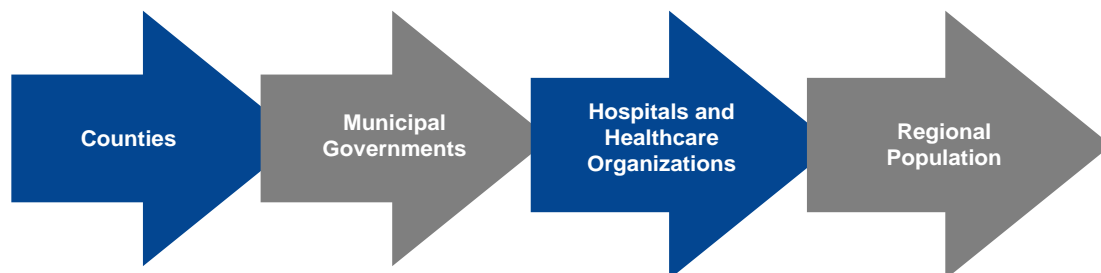 Counties
Municipal
Governments
Hospitals and
Healthcare
Organizations
Regional
Population